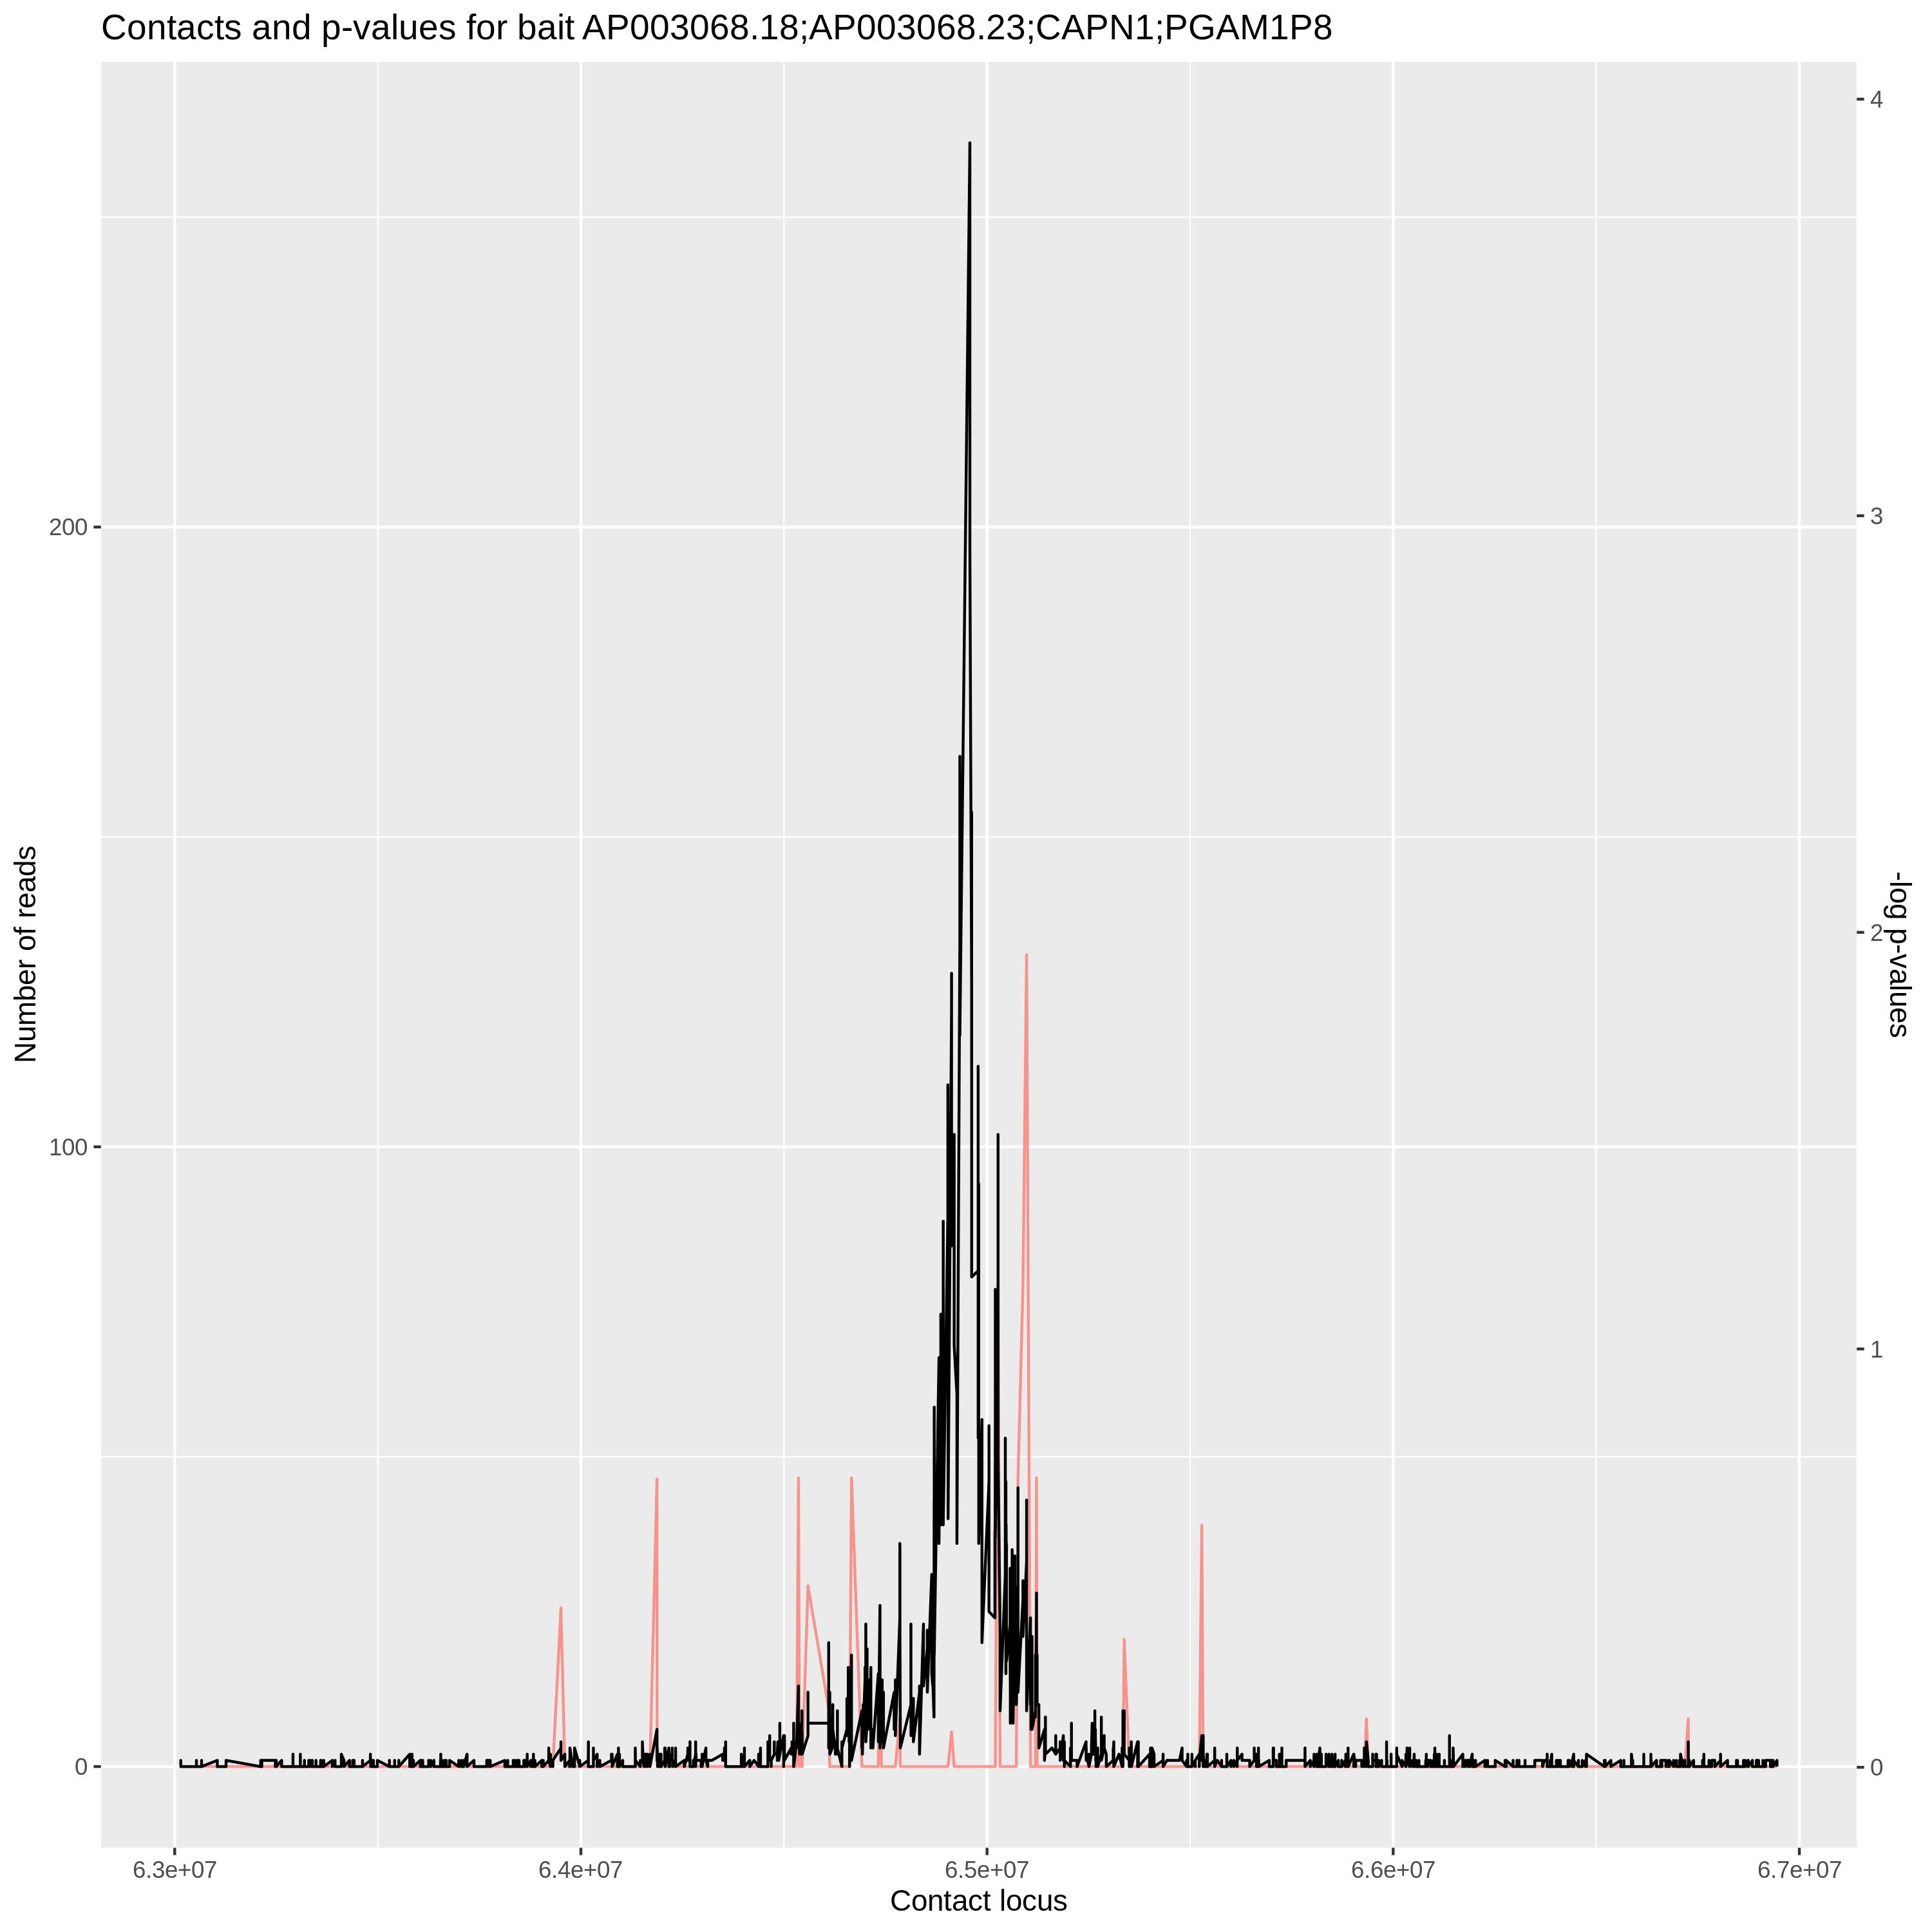 Contacts and p-values for bait AP003068.18;AP003068.23;CAPN1;PGAM1P8
4
200
3
Number of reads
2
-log p-values
100
1
0
0
6.3e+07
6.4e+07
6.5e+07
6.6e+07
6.7e+07
Contact locus